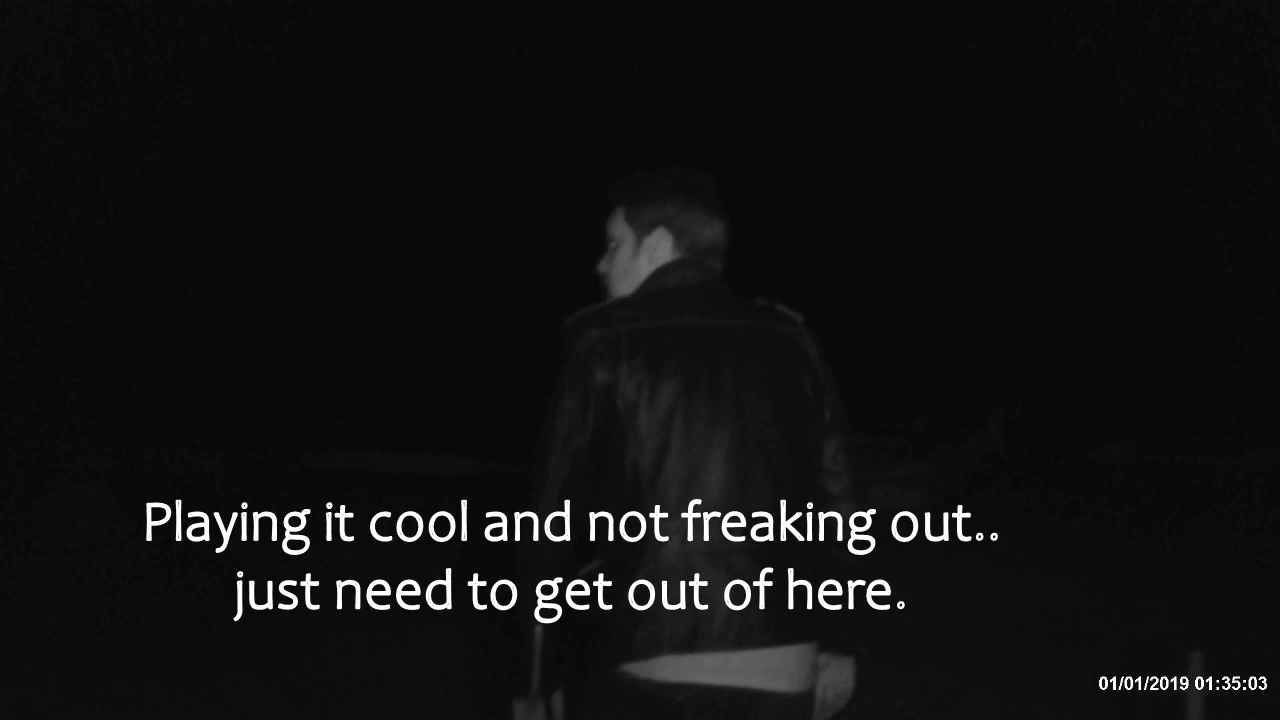 Playing it cool and not freaking out..
just need to get out of here.
01/01/2019 01:35:03